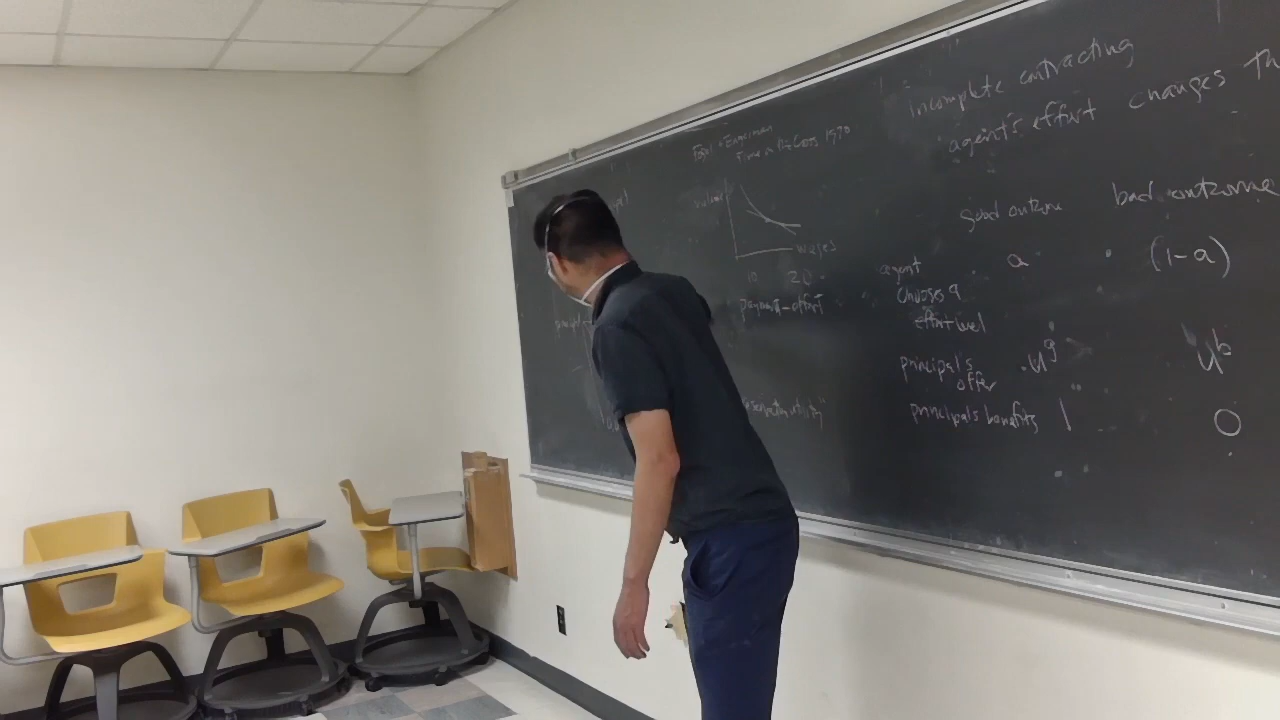 incomplete contracting
agent's effort changes Th
Fogel + Engerman
Time on the Cross 1970
wages
10 20
payment-effort
good outcome bad outcome
agent
chooses a
effort level
a (1-a)
principal's
offer
u^g u^b
principals benefits 1 0